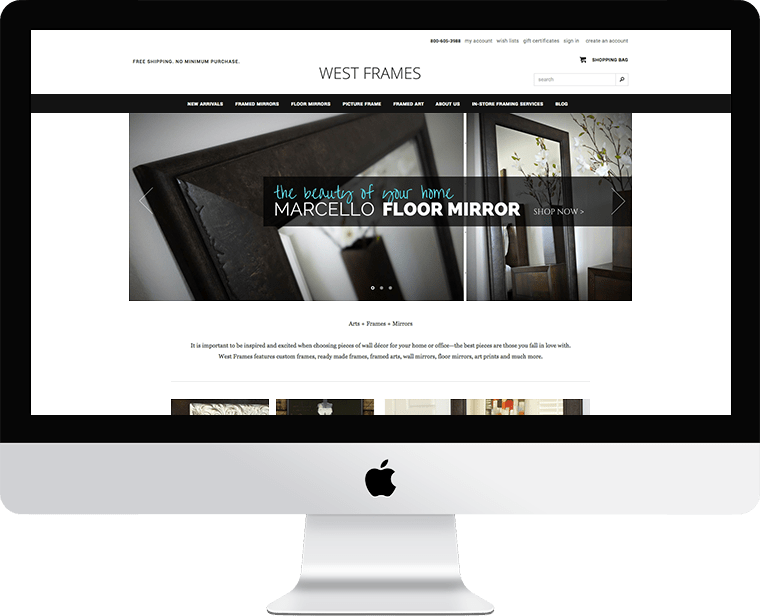 800-605-3988 my account wish lists gift certificates sign in create an account
FREE SHIPPING. NO MINIMUM PURCHASE.
SHOPPING BAG
WEST FRAMES
search
NEW ARRIVALS FRAMED MIRRORS FLOOR MIRRORS PICTURE FRAME FRAMED ART ABOUT US IN-STORE FRAMING SERVICES BLOG
the beauty of your home
MARCELLO FLOOR MIRROR SHOP NOW >
Arts + Frames + Mirrors
It is important to be inspired and excited when choosing pieces of wall décor for your home or office—the best pieces are those you fall in love with.
West Frames features custom frames, ready made frames, framed arts, wall mirrors, floor mirrors, art prints and much more.